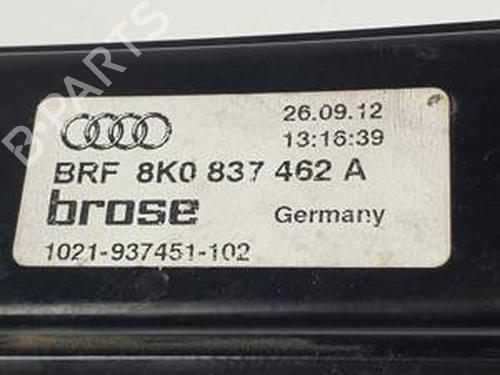 B-PARTS
26.09.12
13:16:39
BRF 8K0 837 462 A
brose Germany
1021-937451-102